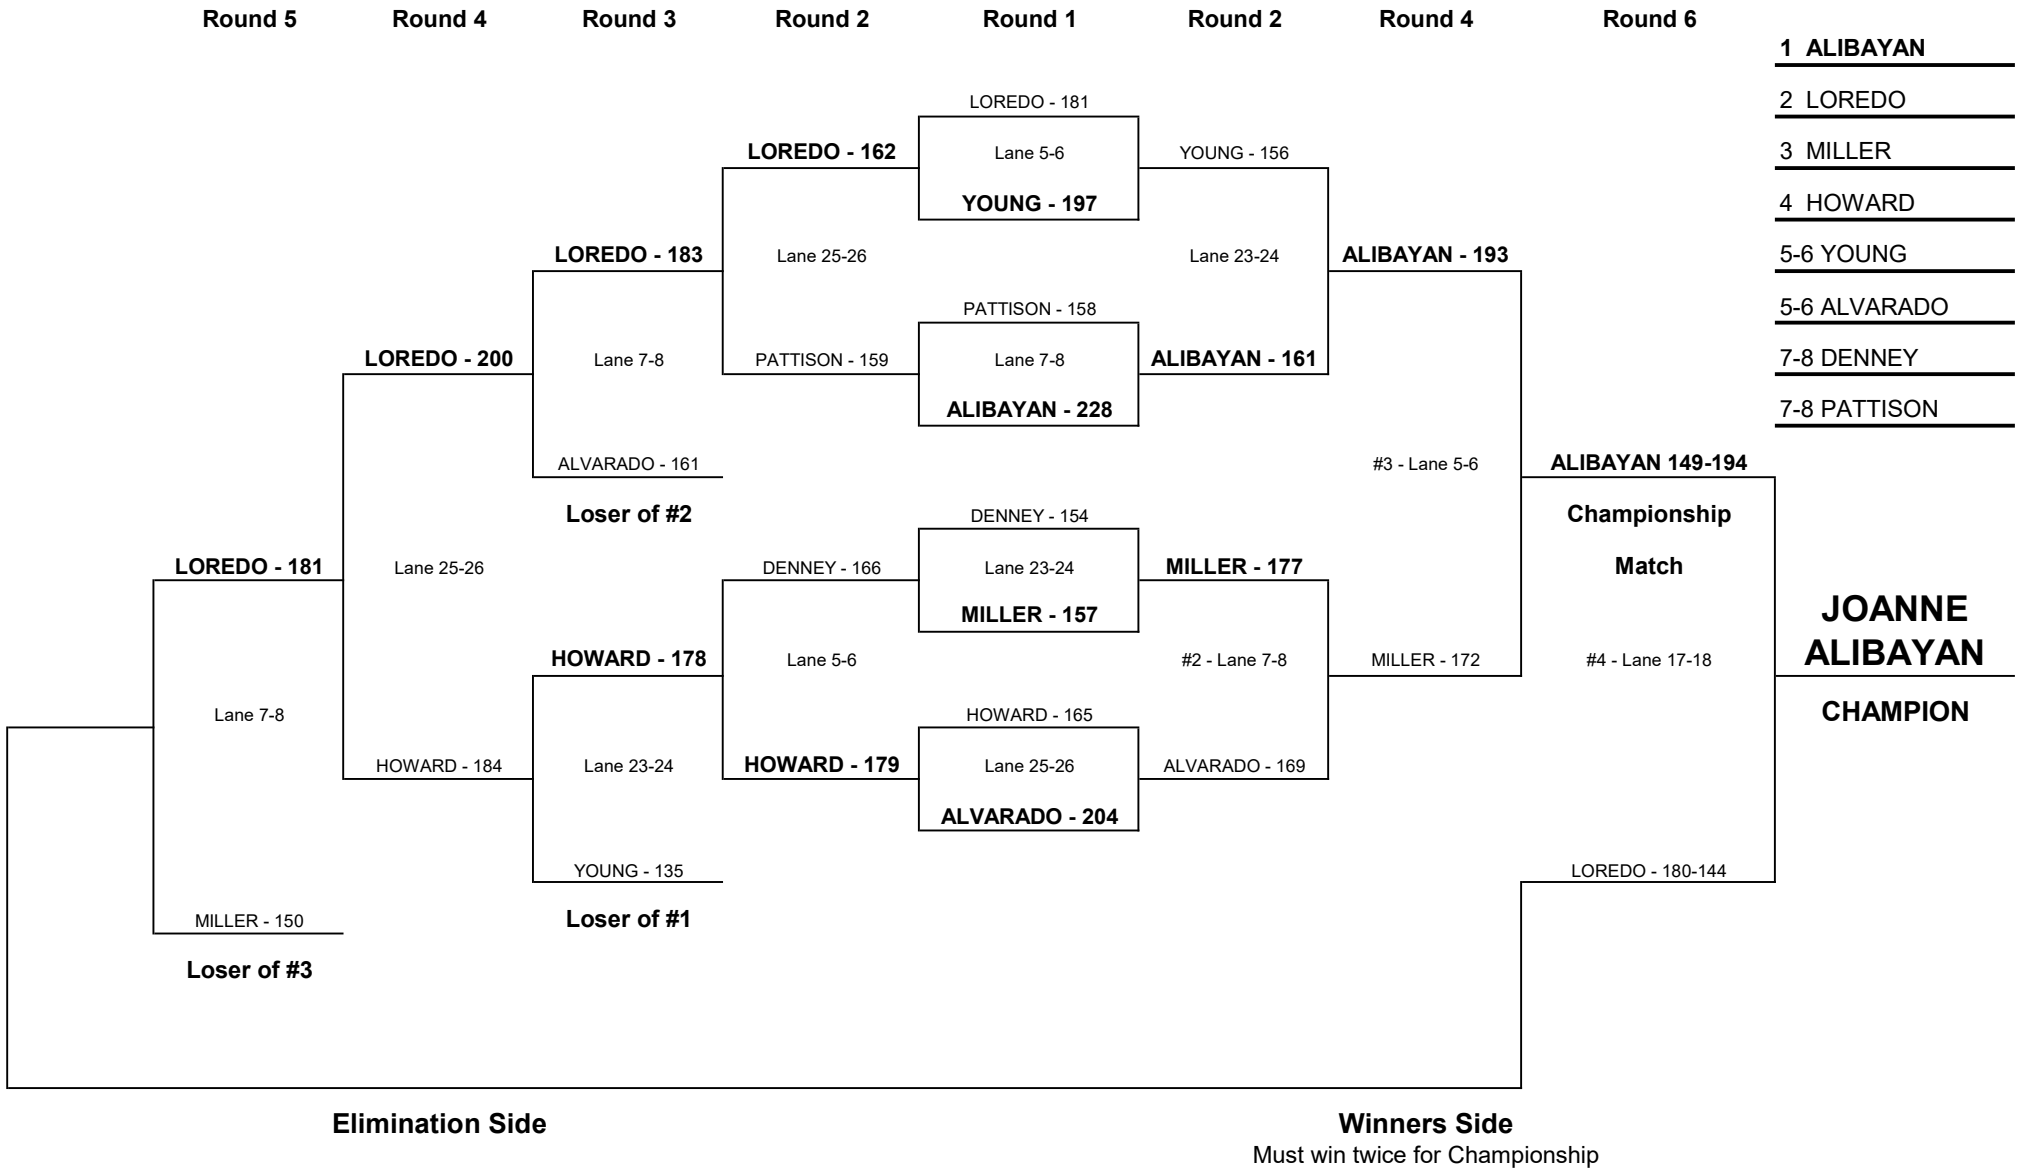 Round 5 Round 4 Round 3 Round 2 Round 1 Round 2 Round 4 Round 6
1 ALIBAYAN
LOREDO - 181
2 LOREDO
LOREDO - 162 Lane 5-6 YOUNG - 156 3 MILLER
YOUNG - 197 4 HOWARD
LOREDO - 183 Lane 25-26 Lane 23-24 ALIBAYAN - 193 5-6 YOUNG
PATTISON - 158 5-6 ALVARADO
LOREDO - 200 Lane 7-8 PATTISON - 159 Lane 7-8 ALIBAYAN - 161 7-8 DENNEY
ALIBAYAN - 228 7-8 PATTISON
ALVARADO - 161 #3 - Lane 5-6 ALIBAYAN 149-194
Loser of #2 DENNEY - 154 Championship
LOREDO - 181 Lane 25-26 DENNEY - 166 Lane 23-24 MILLER - 177 Match
MILLER - 157 JOANNE
HOWARD - 178 Lane 5-6 #2 - Lane 7-8 MILLER - 172 #4 - Lane 17-18 ALIBAYAN
Lane 7-8 HOWARD - 165 CHAMPION
HOWARD - 184 Lane 23-24 HOWARD - 179 Lane 25-26 ALVARADO - 169
ALVARADO - 204
YOUNG - 135 LOREDO - 180-144
MILLER - 150 Loser of #1
Loser of #3
Elimination Side Winners Side
Must win twice for Championship